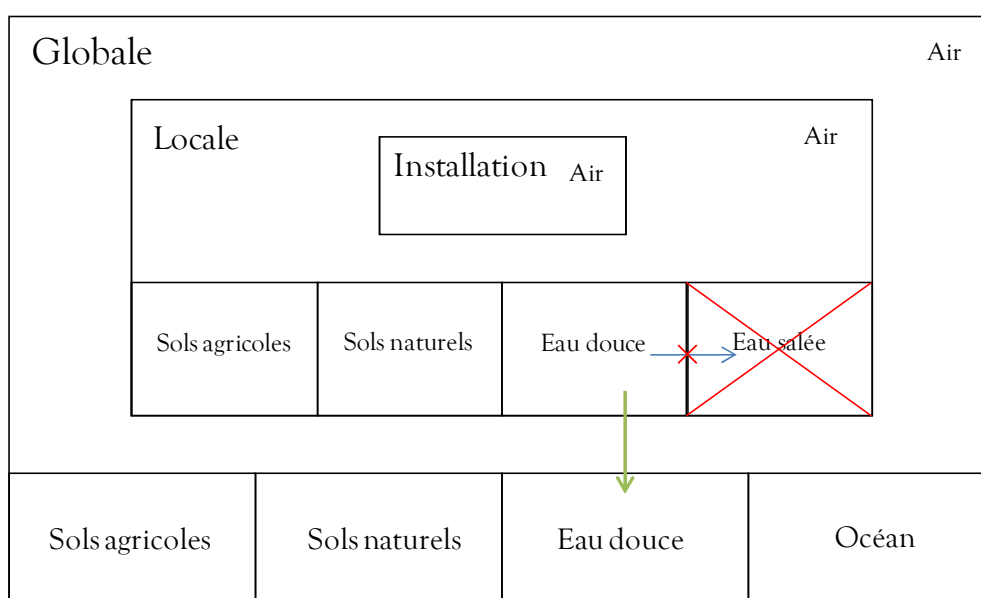 Globale
Air
Locale
Air
Installation Air
Sols agricoles
Sols naturels
Eau douce
Eau salée
Sols agricoles
Sols naturels
Eau douce
Océan